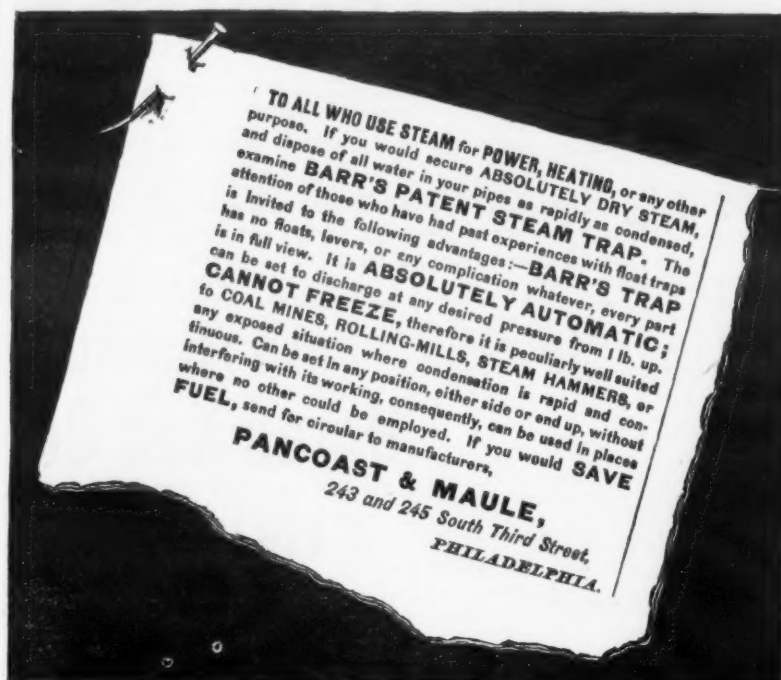 TO ALL WHO USE STEAM for POWER, HEATING, or any other
purpose. If you would secure ABSOLUTELY DRY STEAM,
and dispose of all water in your pipes as rapidly as condensed,
examine BARR'S PATENT STEAM TRAP. The
attention of those who have had past experiences with float traps
is Invited to the following advantages:—BARR'S TRAP
has no floats, levers, or any complication whatever, every part
is in full view. It is ABSOLUTELY AUTOMATIC;
can be set to discharge at any desired pressure from 1 lb. up.
CANNOT FREEZE, therefore it is peculiarly well suited
to COAL MINES, ROLLING-MILLS, STEAM HAMMERS, or
any exposed situation where condensation is rapid and con-
tinuous. Can be set in any position, either side or end up, without
interfering with its working, consequently, can be used in places
where no other could be employed. If you would SAVE
FUEL, send for circular to manufacturers,
PANCOAST & MAULE,
243 and 245 South Third Street,
PHILADELPHIA.